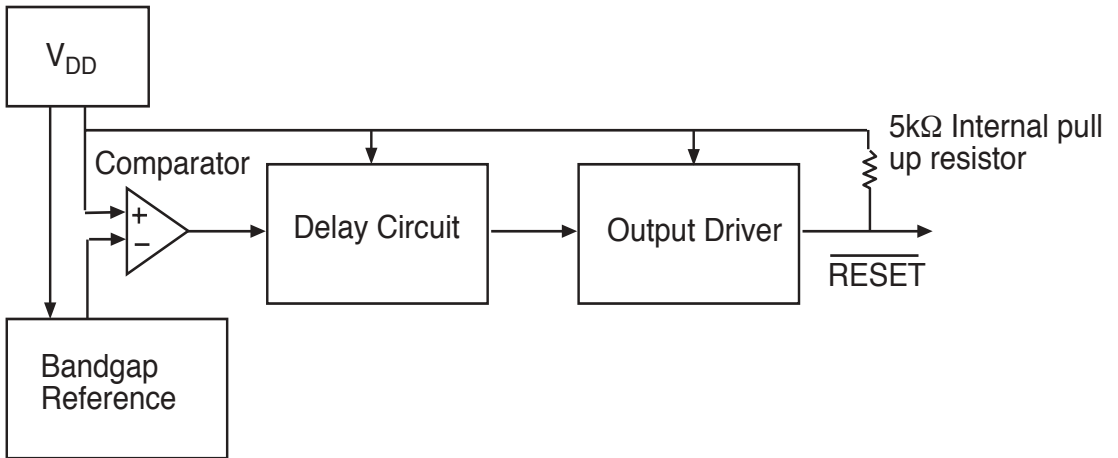 V_DD
Comparator
+
−
Delay Circuit
Output Driver
5kΩ Internal pull
up resistor
RESET
Bandgap
Reference